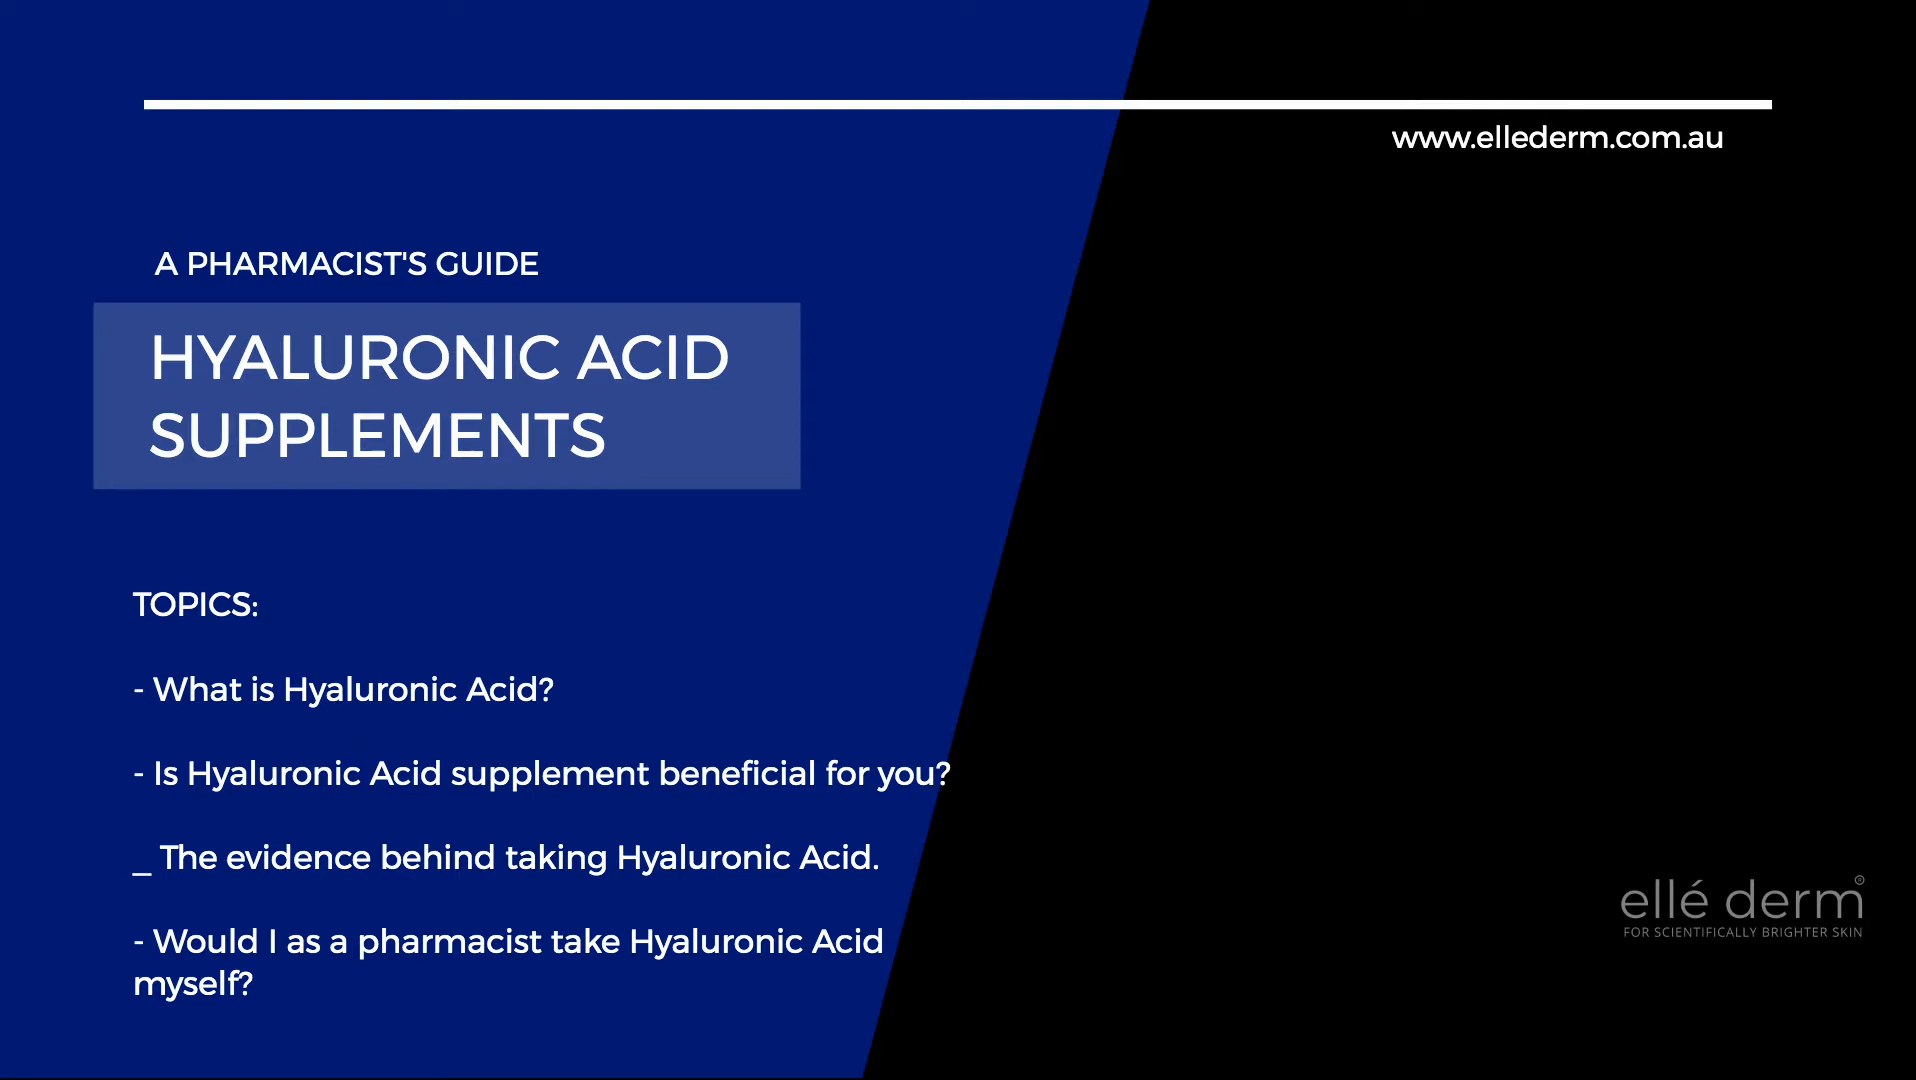 www.ellederm.com.au
A PHARMACIST'S GUIDE
HYALURONIC ACID
SUPPLEMENTS
TOPICS:
- What is Hyaluronic Acid?
- Is Hyaluronic Acid supplement beneficial for you?
_ The evidence behind taking Hyaluronic Acid.
- Would I as a pharmacist take Hyaluronic Acid
myself?
ellé derm®
FOR SCIENTIFICALLY BRIGHTER SKIN